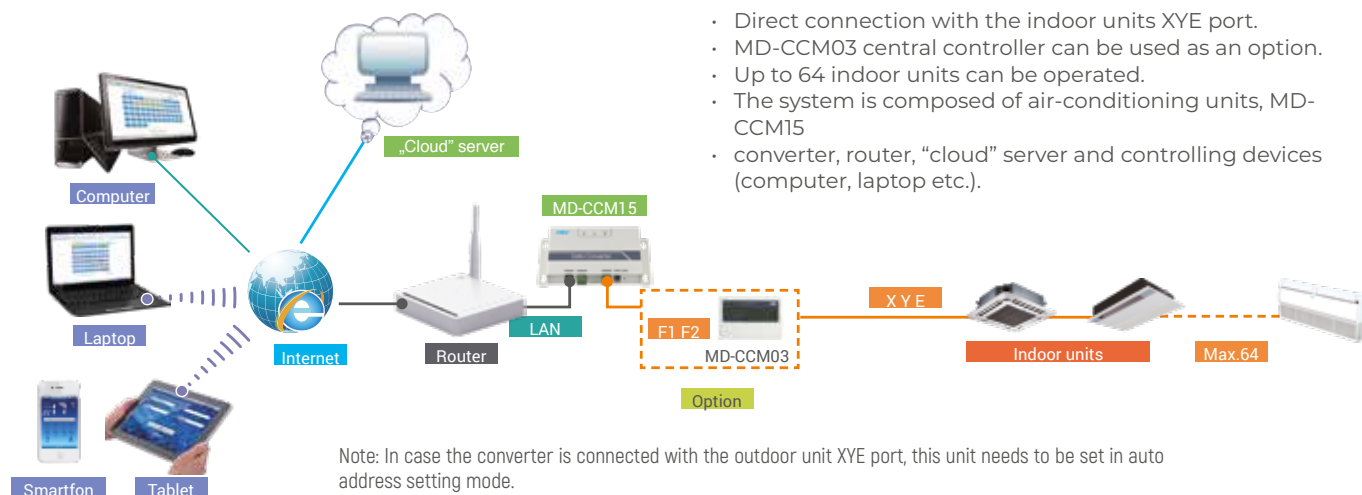 • Direct connection with the indoor units XYE port.
• MD-CCM03 central controller can be used as an option.
• Up to 64 indoor units can be operated.
• The system is composed of air-conditioning units, MD-
CCM15
• converter, router, “cloud” server and controlling devices
(computer, laptop etc.).
„Cloud” server
Computer
MD-CCM15
Laptop
Internet
Router
LAN
F1 F2
MD-CCM03
Option
X Y E
Indoor units
Max.64
Smartfon
Tablet
Note: In case the converter is connected with the outdoor unit XYE port, this unit needs to be set in auto
address setting mode.